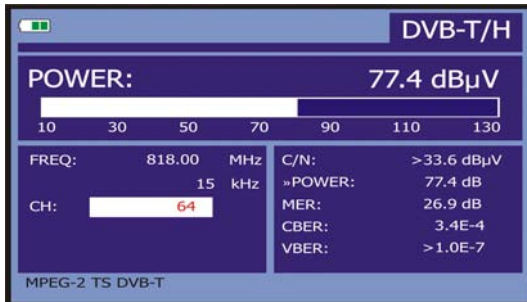 DVB-T/H
POWER: 77.4 dBµV
10 30 50 70 90 110 130
FREQ: 818.00 MHz
15 kHz
CH: 64
C/N: >33.6 dBµV
»POWER: 77.4 dB
MER: 26.9 dB
CBER: 3.4E-4
VBER: >1.0E-7
MPEG-2 TS DVB-T